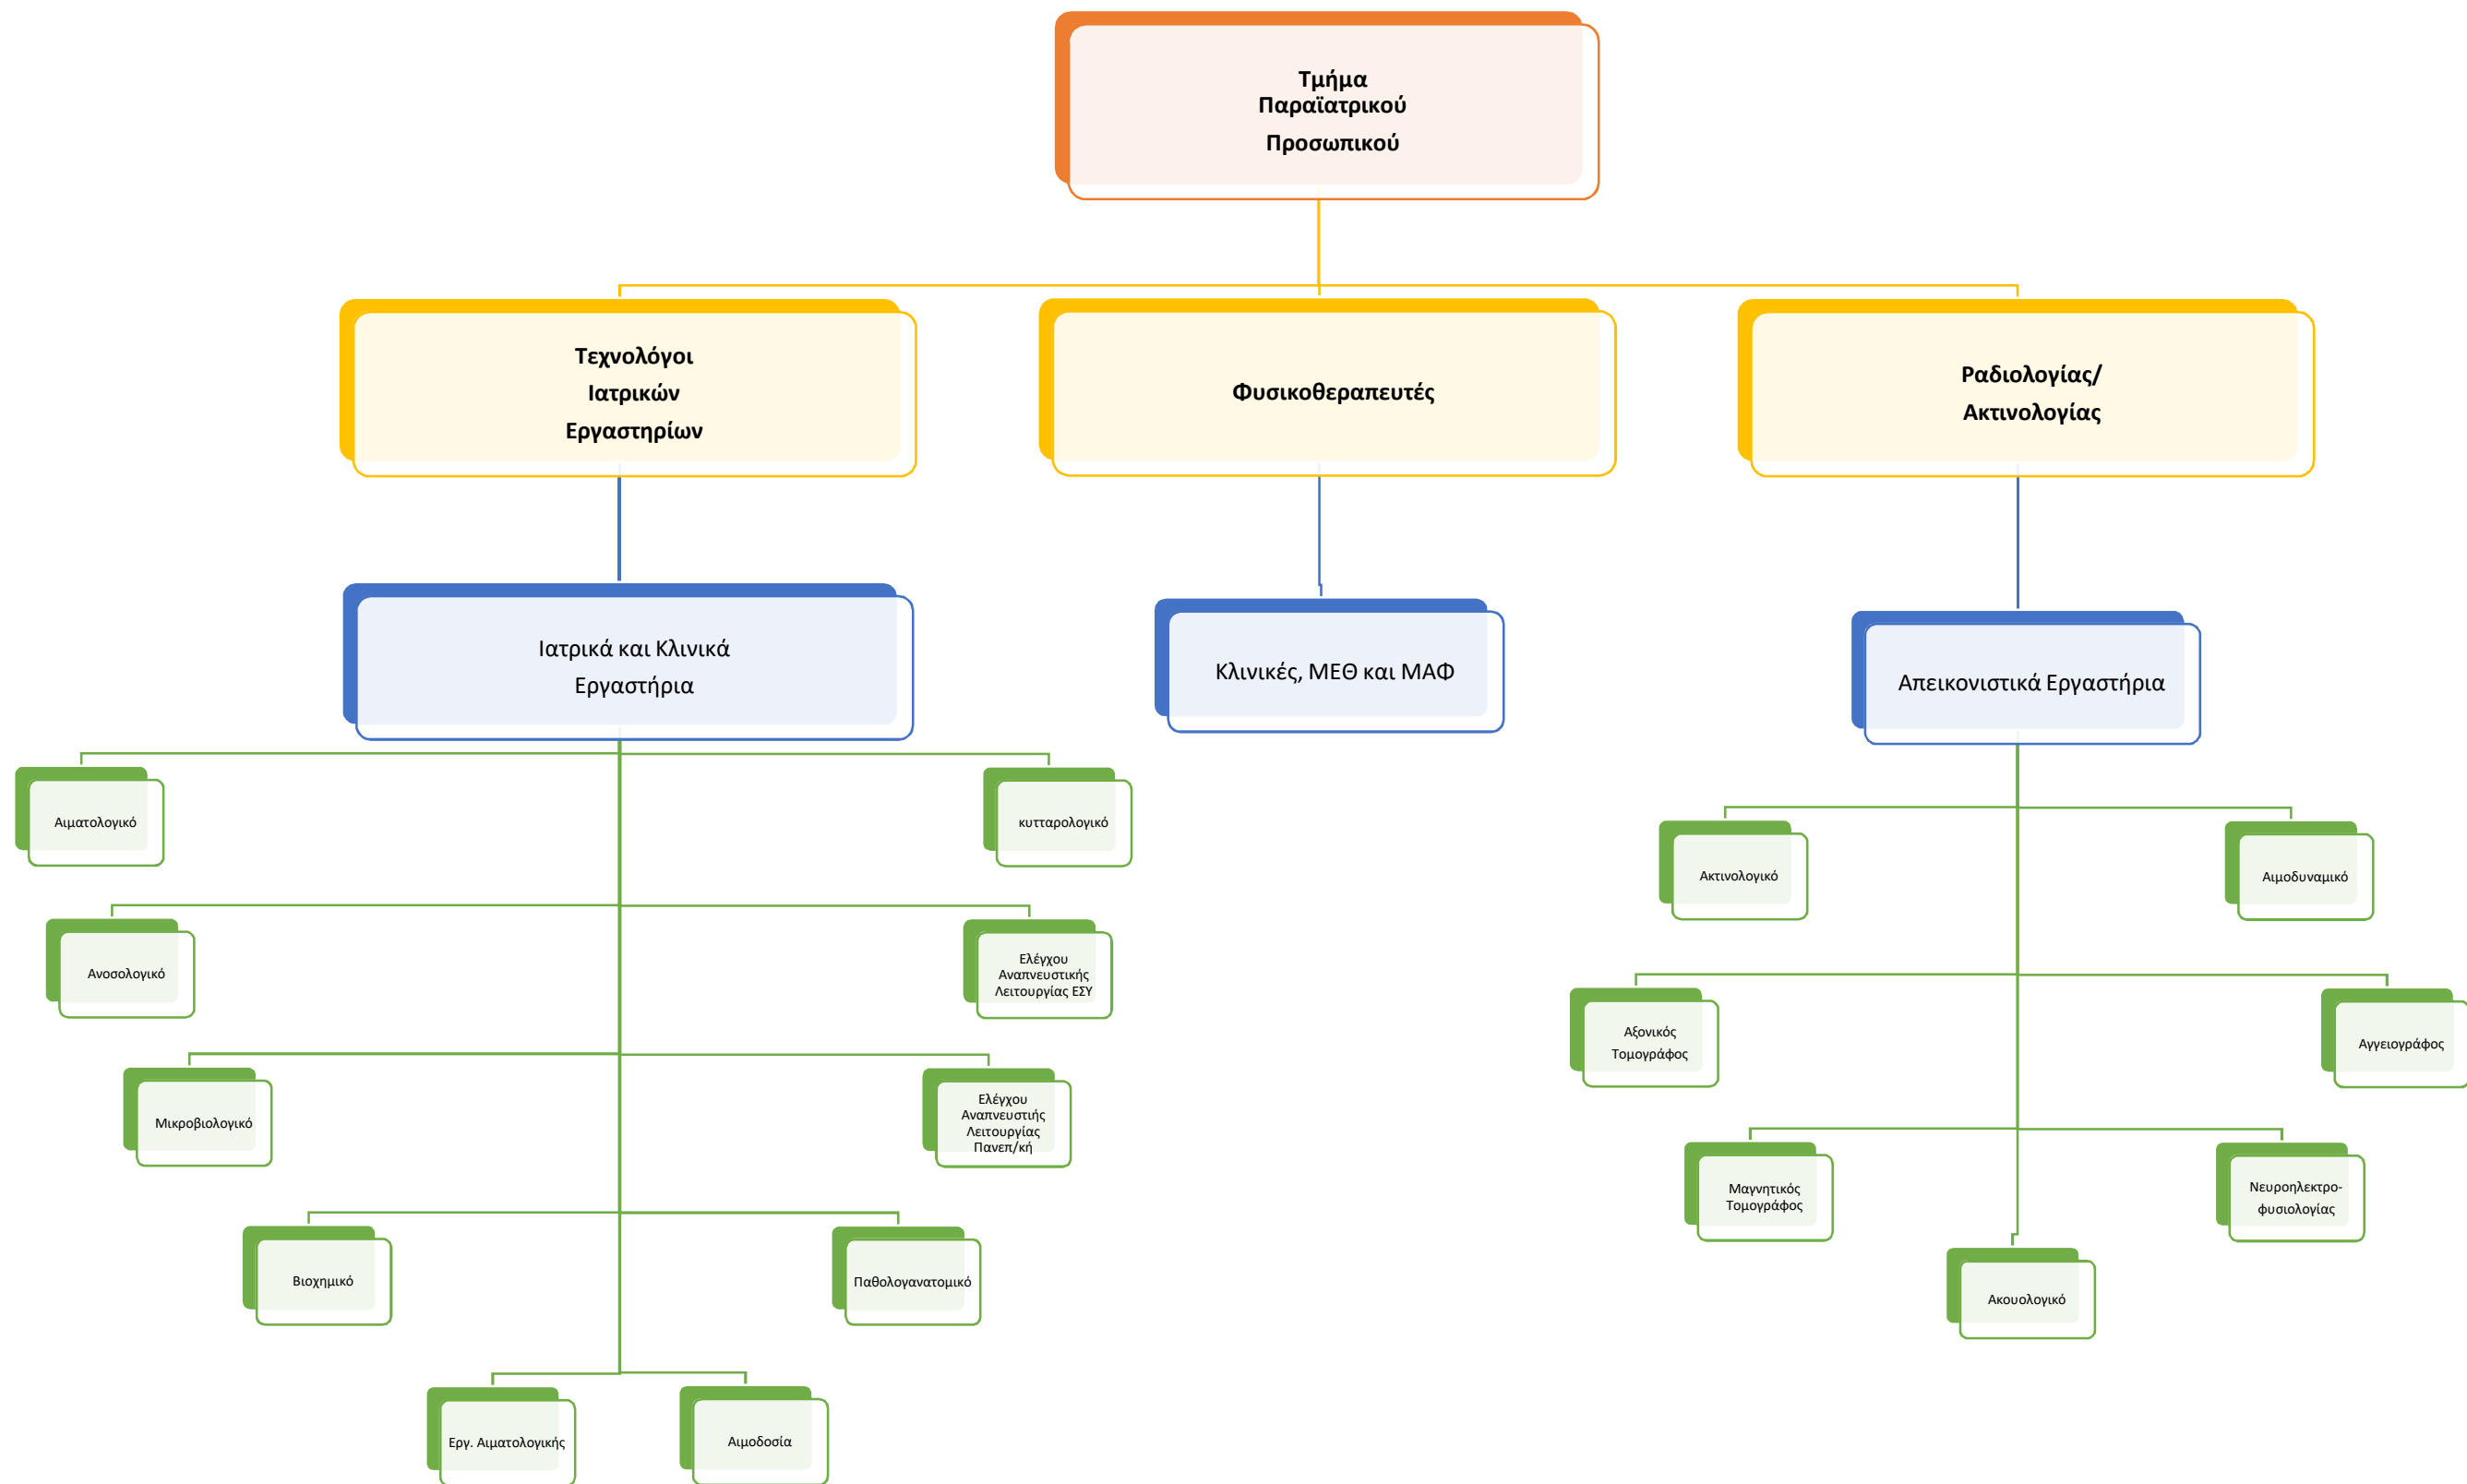 Τμήμα
Παραϊατρικού
Προσωπικού
Τεχνολόγοι
Ιατρικών
Εργαστηρίων
Φυσικοθεραπευτές
Ραδιολογίας/
Ακτινολογίας
Ιατρικά και Κλινικά
Εργαστήρια
Κλινικές, ΜΕΘ και ΜΑΦ
Απεικονιστικά Εργαστήρια
Αιματολογικό
κυτταρολογικό
Ανοσολογικό
Ελέγχου
Αναπνευστικής
Λειτουργίας ΕΣΥ
Μικροβιολογικό
Ελέγχου
Αναπνευστιής
Λειτουργίας
Πανεπ/κή
Βιοχημικό
Παθολογανατομικό
Εργ. Αιματολογικής
Αιμοδοσία
Ακτινολογικό
Αιμοδυναμικό
Αξονικός
Τομογράφος
Αγγειογράφος
Μαγνητικός
Τομογράφος
Νευροηλεκτρο-
φυσιολογίας
Ακουολογικό